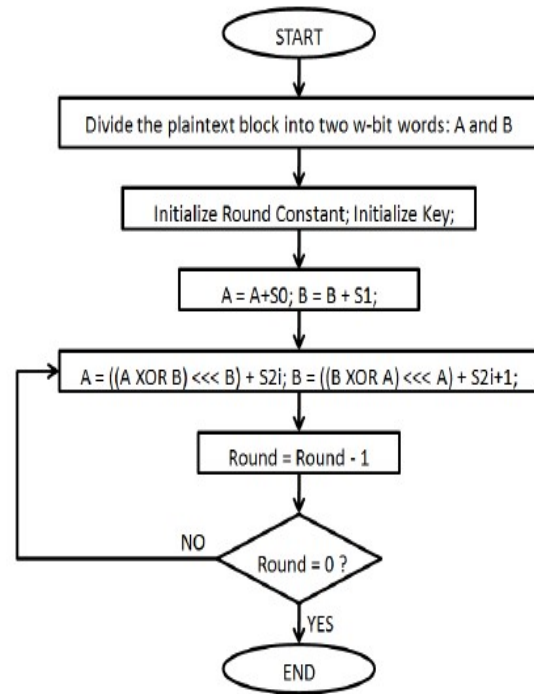 START
Divide the plaintext block into two w-bit words: A and B
Initialize Round Constant; Initialize Key;
A = A+S0; B = B + S1;
A = ((A XOR B) <<< B) + S2i; B = ((B XOR A) <<< A) + S2i+1;
Round = Round - 1
NO
Round = 0 ?
YES
END